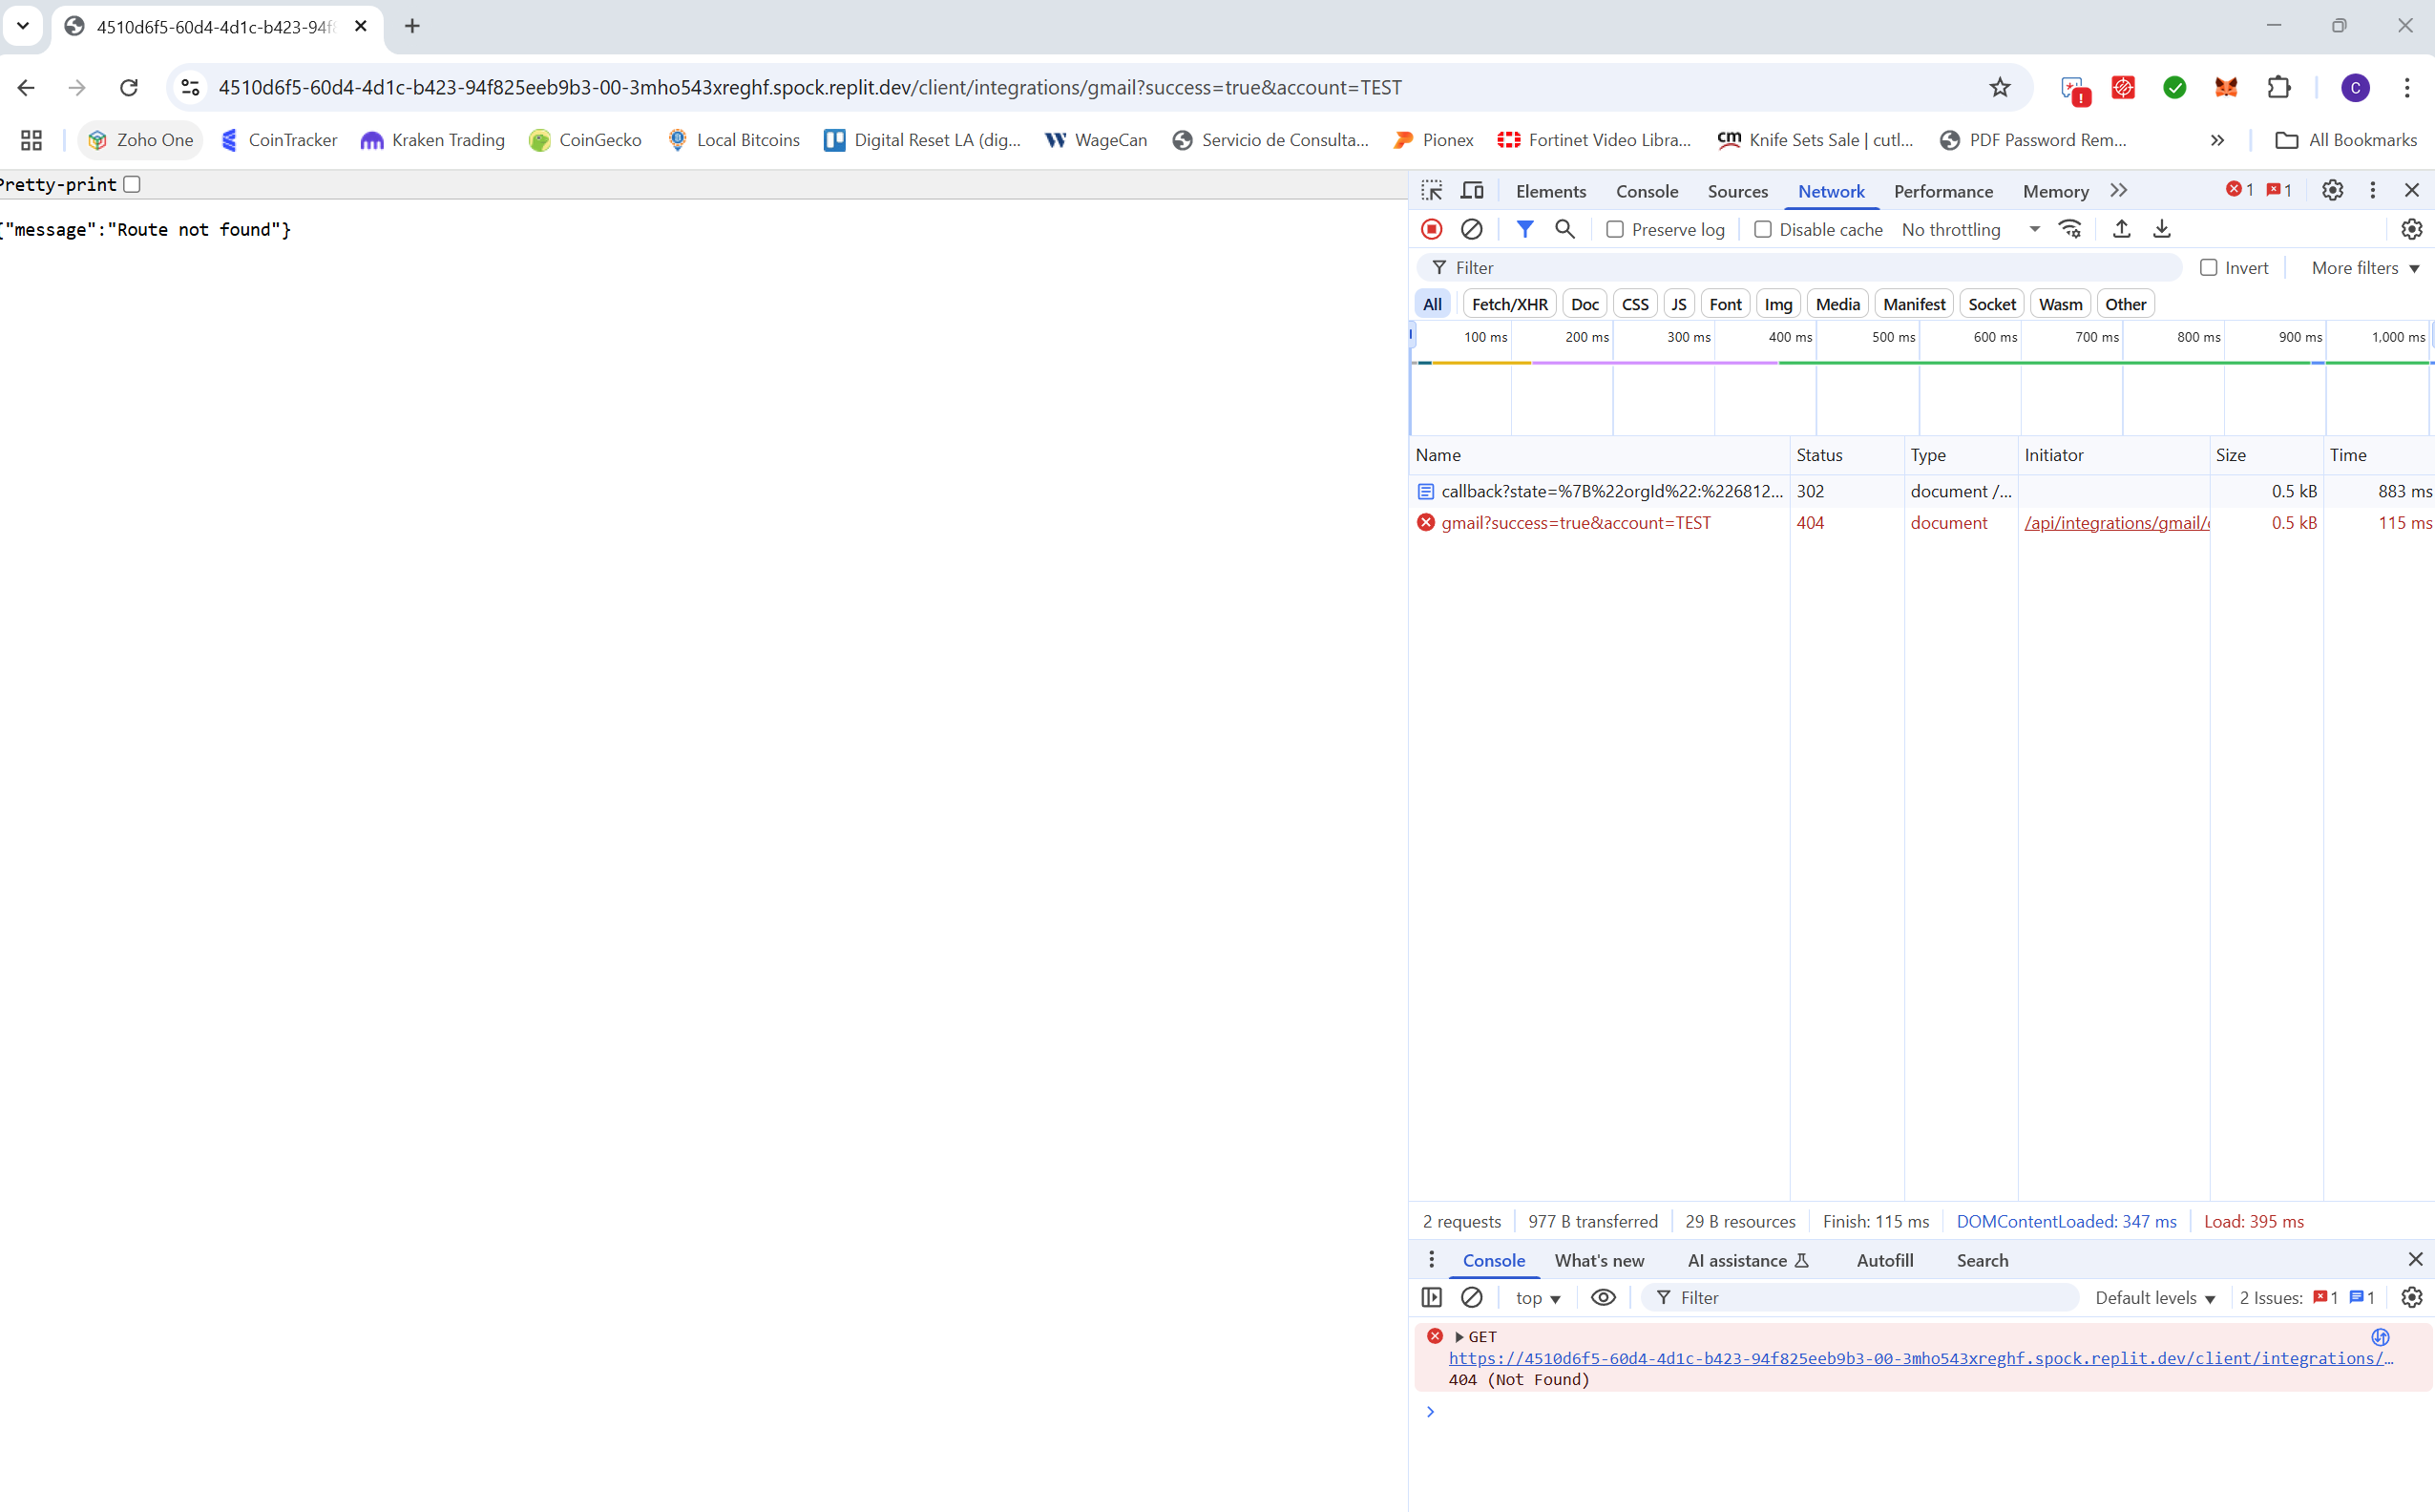 4510d6f5-60d4-4d1c-b423-94f8
4510d6f5-60d4-4d1c-b423-94f825eeb9b3-00-3mho543xreghf.spock.replit.dev/client/integrations/gmail?success=true&account=TEST
C
Zoho One CoinTracker Kraken Trading CoinGecko Local Bitcoins Digital Reset LA (dig... WageCan Servicio de Consulta... Pionex Fortinet Video Libra... cm Knife Sets Sale | cutl... PDF Password Rem... All Bookmarks
Pretty-print
{"message":"Route not found"}
Elements Console Sources Network Performance Memory 1 1
Preserve log Disable cache No throttling
Filter Invert More filters
All Fetch/XHR Doc CSS JS Font Img Media Manifest Socket Wasm Other
100 ms 200 ms 300 ms 400 ms 500 ms 600 ms 700 ms 800 ms 900 ms 1,000 ms
Name Status Type Initiator Size Time
callback?state=%7B%22orgId%22:%226812... 302 document /... 0.5 kB 883 ms
gmail?success=true&account=TEST 404 document /api/integrations/gmail/ 0.5 kB 115 ms
2 requests 977 B transferred 29 B resources Finish: 115 ms DOMContentLoaded: 347 ms Load: 395 ms
Console What's new AI assistance Autofill Search
top Filter Default levels 2 Issues: 1 1
GET
https://4510d6f5-60d4-4d1c-b423-94f825eeb9b3-00-3mho543xreghf.spock.replit.dev/client/integrations/…
404 (Not Found)